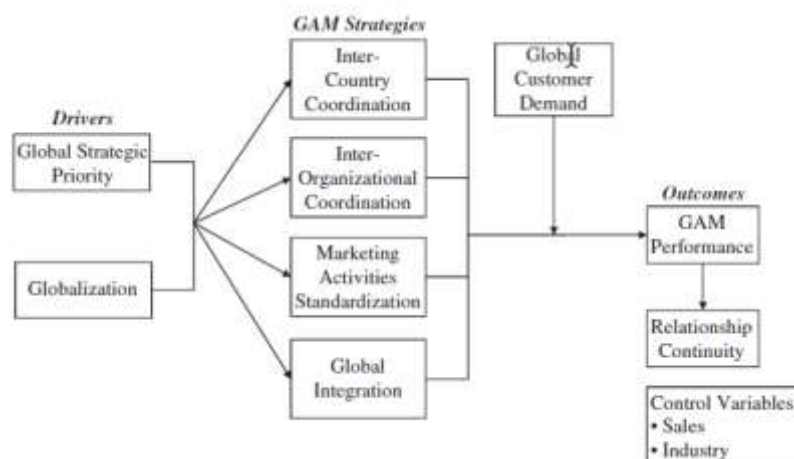 GAM Strategies
Inter-
Country
Coordination
Global
Customer
Demand
Drivers
Global Strategic
Priority
Inter-
Organizational
Coordination
Outcomes
GAM
Performance
Marketing
Activities
Standardization
Globalization
Relationship
Continuity
Global
Integration
Control Variables
• Sales
• Industry